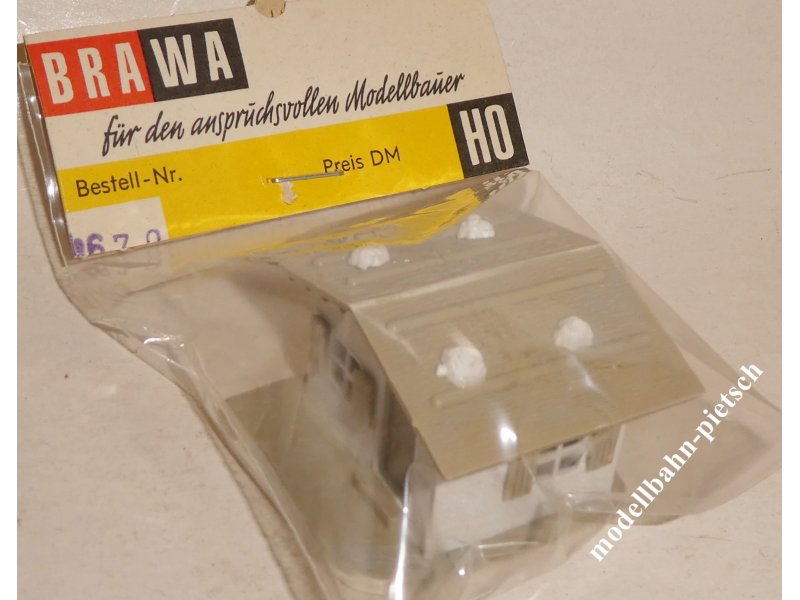 BRAWA
für den anspruchsvollen Modellbauer
HO
Bestell-Nr.
Preis DM
modellbahn-pietsch